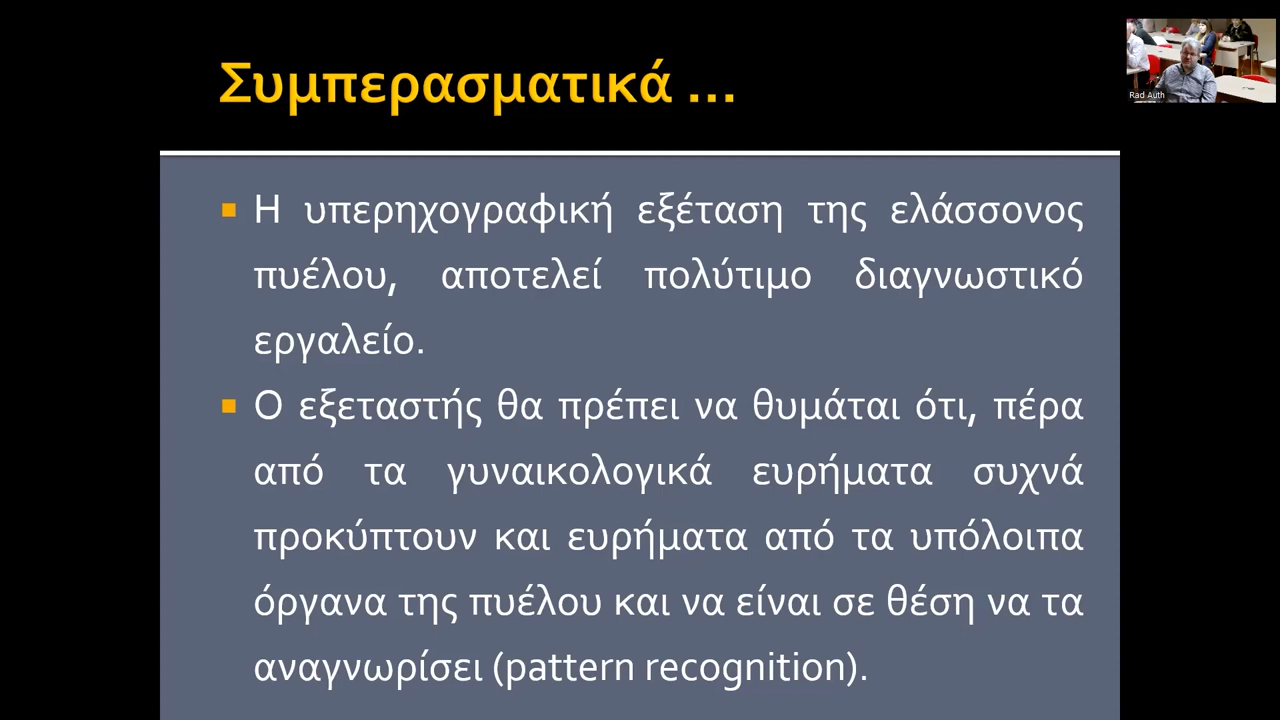 Συμπερασματικά ...
Rad Auth
▪ Η υπερηχογραφική εξέταση της ελάσσονος
πυέλου, αποτελεί πολύτιμο διαγνωστικό
εργαλείο.
▪ Ο εξεταστής θα πρέπει να θυμάται ότι, πέρα
από τα γυναικολογικά ευρήματα συχνά
προκύπτουν και ευρήματα από τα υπόλοιπα
όργανα της πυέλου και να είναι σε θέση να τα
αναγνωρίσει (pattern recognition).